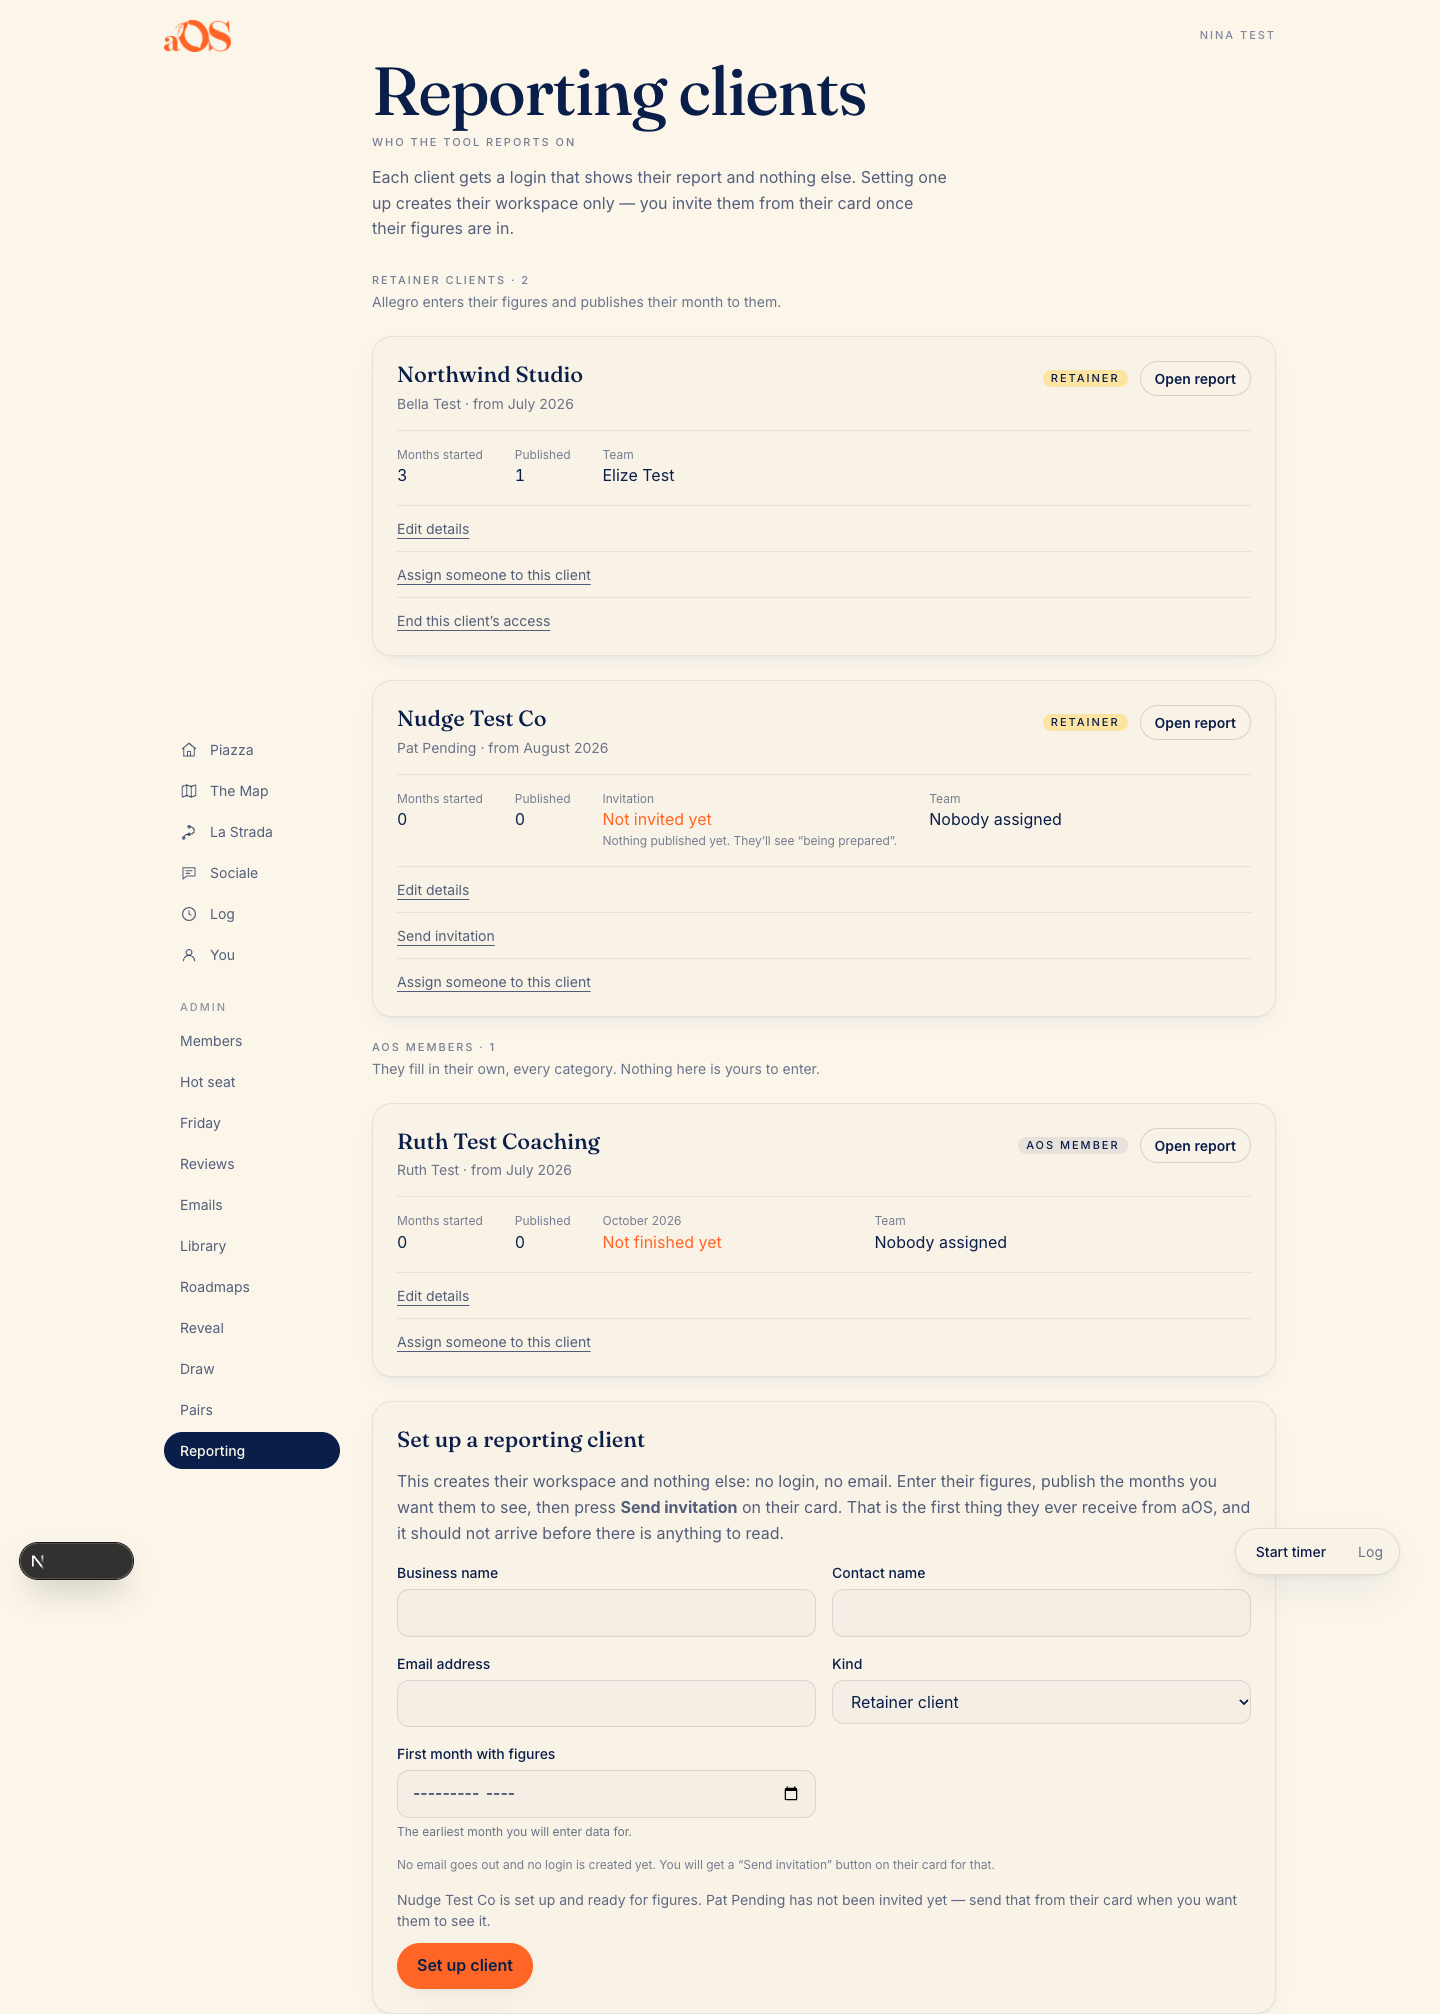 aOS
NINA TEST
Reporting clients
WHO THE TOOL REPORTS ON
Each client gets a login that shows their report and nothing else. Setting one
up creates their workspace only — you invite them from their card once
their figures are in.
RETAINER CLIENTS · 2
Allegro enters their figures and publishes their month to them.
Northwind Studio
RETAINER
Open report
Bella Test · from July 2026
Months started
Published
Team
3
1
Elize Test
Edit details
Assign someone to this client
End this client’s access
Nudge Test Co
RETAINER
Open report
Pat Pending · from August 2026
Months started
Published
Invitation
Team
0
0
Not invited yet
Nobody assigned
Nothing published yet. They’ll see “being prepared”.
Edit details
Send invitation
Assign someone to this client
AOS MEMBERS · 1
They fill in their own, every category. Nothing here is yours to enter.
Ruth Test Coaching
AOS MEMBER
Open report
Ruth Test · from July 2026
Months started
Published
October 2026
Team
0
0
Not finished yet
Nobody assigned
Edit details
Assign someone to this client
Piazza
The Map
La Strada
Sociale
Log
You
ADMIN
Members
Hot seat
Friday
Reviews
Emails
Library
Roadmaps
Reveal
Draw
Pairs
Reporting
N
Set up a reporting client
This creates their workspace and nothing else: no login, no email. Enter their figures, publish the months you
want them to see, then press Send invitation on their card. That is the first thing they ever receive from aOS, and
it should not arrive before there is anything to read.
Start timer
Log
Business name
Contact name
Email address
Kind
Retainer client
First month with figures
--------- ----
The earliest month you will enter data for.
No email goes out and no login is created yet. You will get a “Send invitation” button on their card for that.
Nudge Test Co is set up and ready for figures. Pat Pending has not been invited yet — send that from their card when you want
them to see it.
Set up client